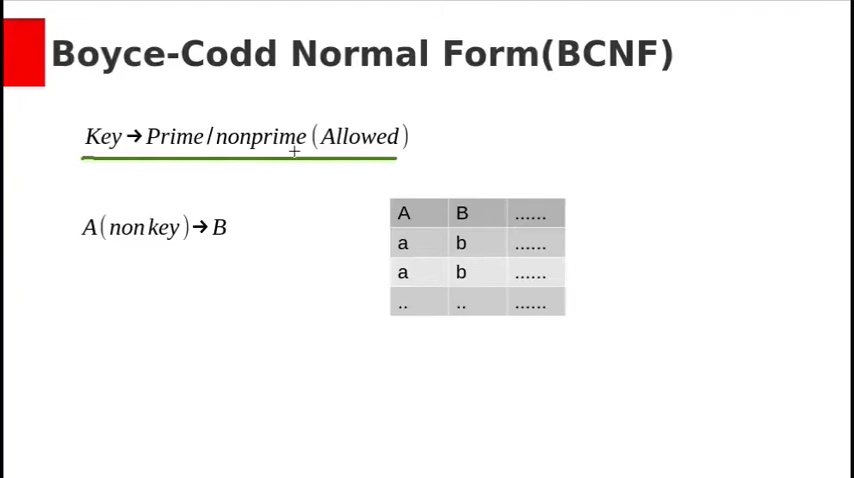 Boyce-Codd Normal Form(BCNF)
Key→Prime/nonprime(Allowed)
A(non key)→B
A B ......
a b ......
a b ......
.. .. ......